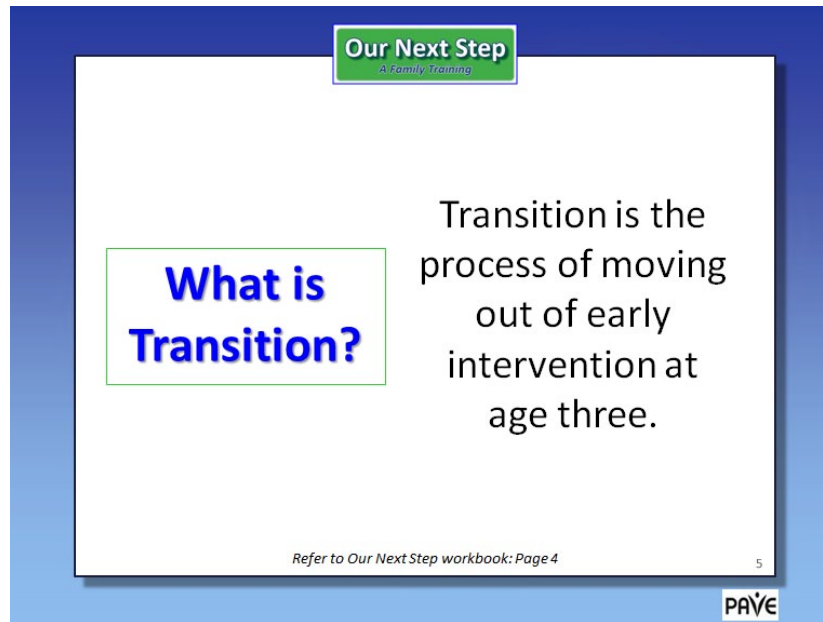 Our Next Step
A Family Training
What is
Transition?
Transition is the
process of moving
out of early
intervention at
age three.
Refer to Our Next Step workbook: Page 4
5
PAVE